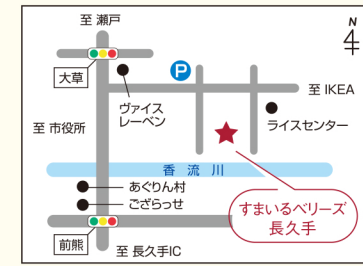 至 瀬戸
N
4
大草
P
至 IKEA
ヴァイス
レーベン
ライスセンター
至 市役所
香流川
あぐりん村
ござらっせ
すまいるベリーズ
長久手
前熊
至 長久手IC